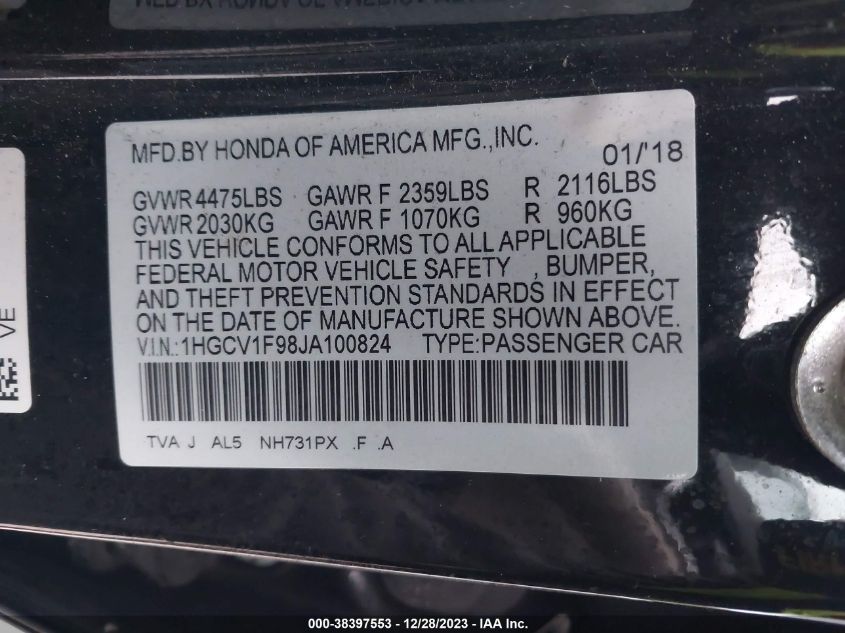 MFD.BY HONDA OF AMERICA MFG.,INC. 01/'18
GVWR 4475LBS GAWR F 2359LBS R 2116LBS
GVWR 2030KG GAWR F 1070KG R 960KG
THIS VEHICLE CONFORMS TO ALL APPLICABLE
FEDERAL MOTOR VEHICLE SAFETY , BUMPER,
AND THEFT PREVENTION STANDARDS IN EFFECT
ON THE DATE OF MANUFACTURE SHOWN ABOVE.
V.I.N.:1HGCV1F98JA100824 TYPE:PASSENGER CAR
TVA J AL5 NH731PX .F .A
VE
000-38397553 – 12/28/2023 – IAA, Inc.